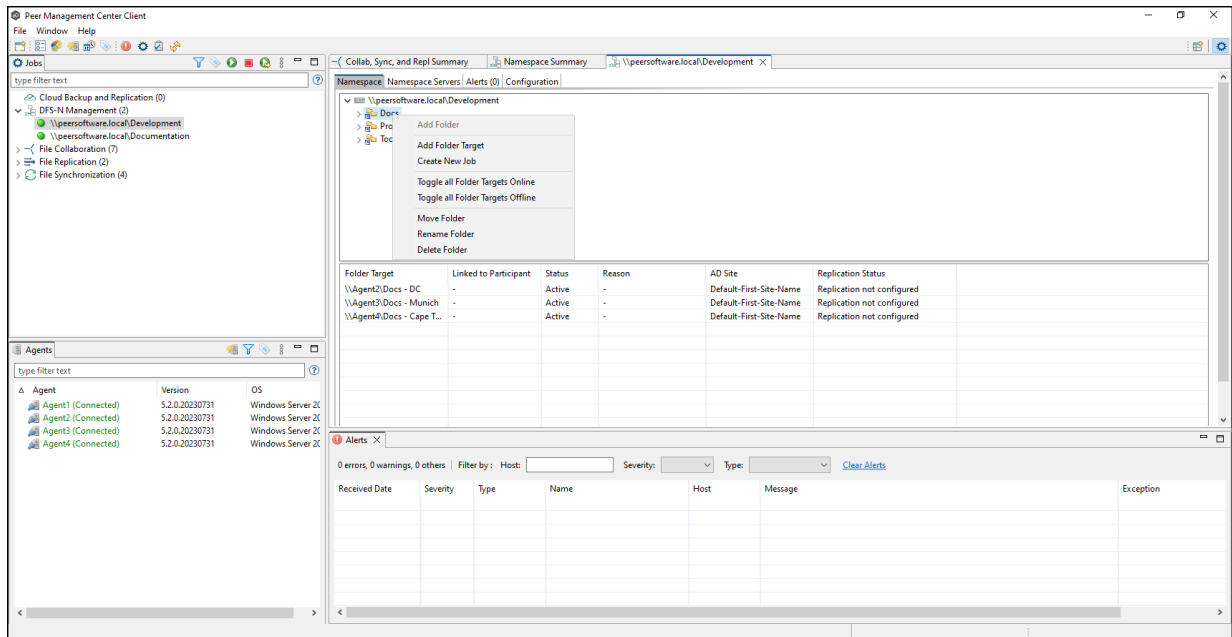 Peer Management Center Client
File Window Help
Jobs
type filter text
Cloud Backup and Replication (0)
DFS-N Management (2)
\\peersoftware.local\Development
\\peersoftware.local\Documentation
File Collaboration (7)
File Replication (2)
File Synchronization (4)
Agents
type filter text
Agent Version OS
Agent1 (Connected) 5.2.0.20230731 Windows Server 20
Agent2 (Connected) 5.2.0.20230731 Windows Server 20
Agent3 (Connected) 5.2.0.20230731 Windows Server 20
Agent4 (Connected) 5.2.0.20230731 Windows Server 20
Collab, Sync, and Repl Summary Namespace Summary \\peersoftware.local\Development
Namespace Namespace Servers Alerts (0) Configuration
\\peersoftware.local\Development
Docs
Pro
Too
Add Folder
Add Folder Target
Create New Job
Toggle all Folder Targets Online
Toggle all Folder Targets Offline
Move Folder
Rename Folder
Delete Folder
Folder Target Linked to Participant Status Reason AD Site Replication Status
\\Agent2\Docs - DC - Active - Default-First-Site-Name Replication not configured
\\Agent3\Docs - Munich - Active - Default-First-Site-Name Replication not configured
\\Agent4\Docs - Cape T... - Active - Default-First-Site-Name Replication not configured
Alerts
0 errors, 0 warnings, 0 others Filter by : Host: Severity: Type: Clear Alerts
Received Date Severity Type Name Host Message Exception